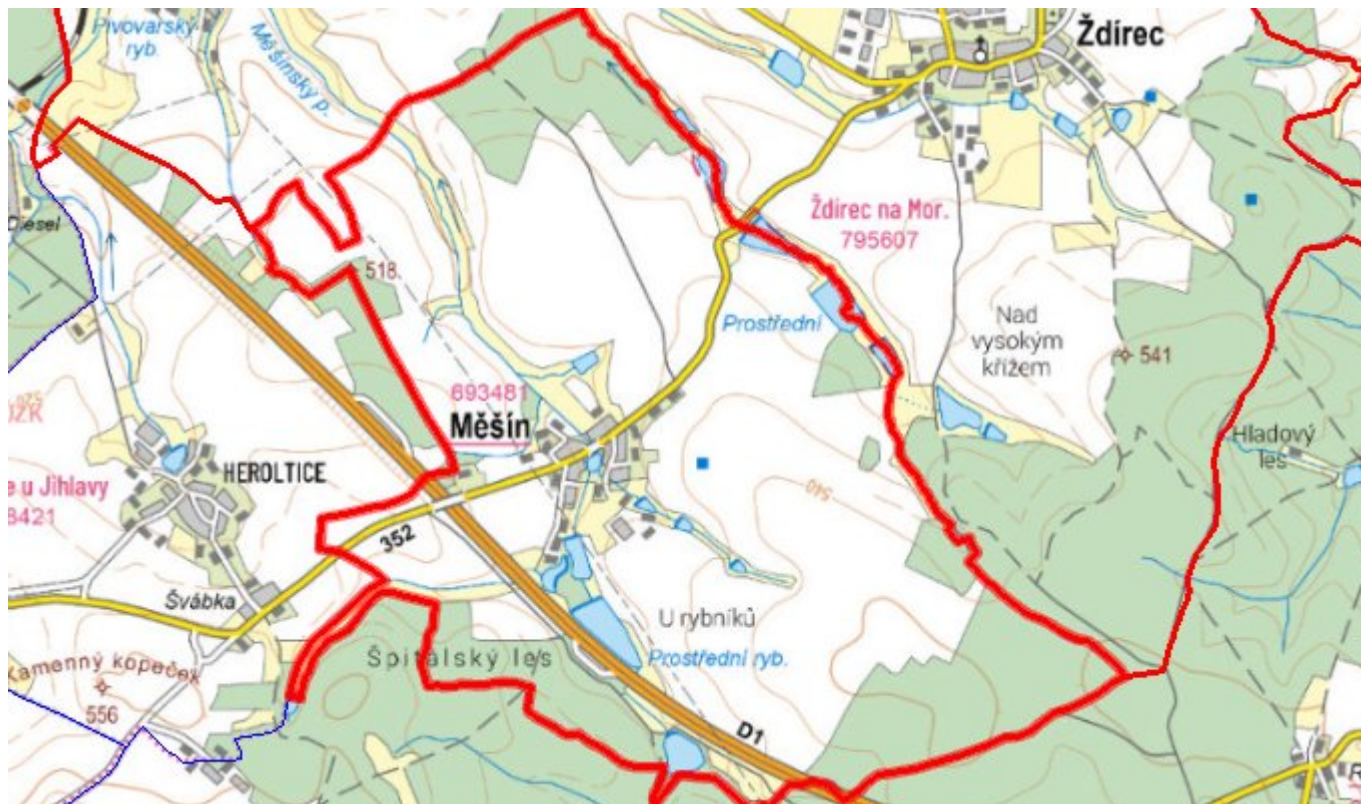 Pivovarský
ryb.
Měšínský p.
Ždírec
Ždírec na Mor.
795607
Diesel
518.
Prostřední
Nad
vysokým
křížem
541
693481
Měšín
Hladový
les
HEROLTICE
e u Jihlavy
8421
540
352
Švábka
U rybníků
Špitálský les
Prostřední ryb.
Kamenný kopeček
556
D1